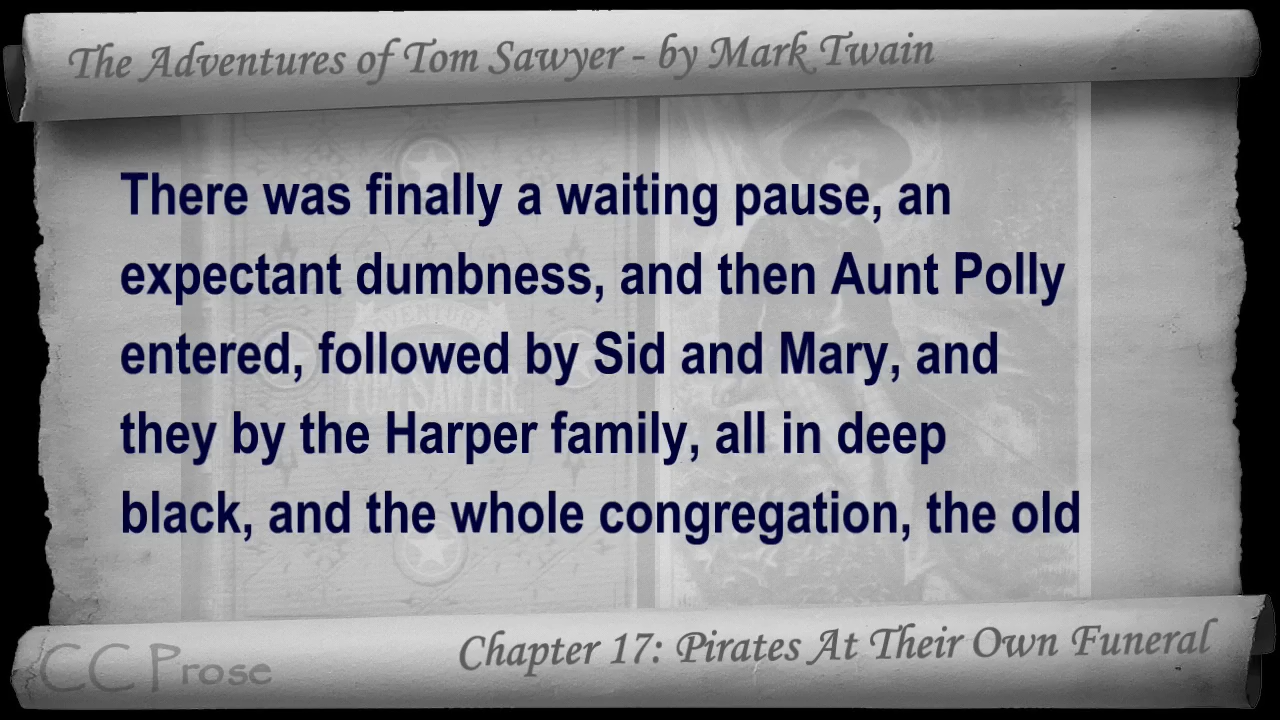 The Adventures of Tom Sawyer - by Mark Twain
There was finally a waiting pause, an
expectant dumbness, and then Aunt Polly
entered, followed by Sid and Mary, and
they by the Harper family, all in deep
black, and the whole congregation, the old
Chapter 17: Pirates At Their Own Funeral
CC Prose
TOM SAWYER